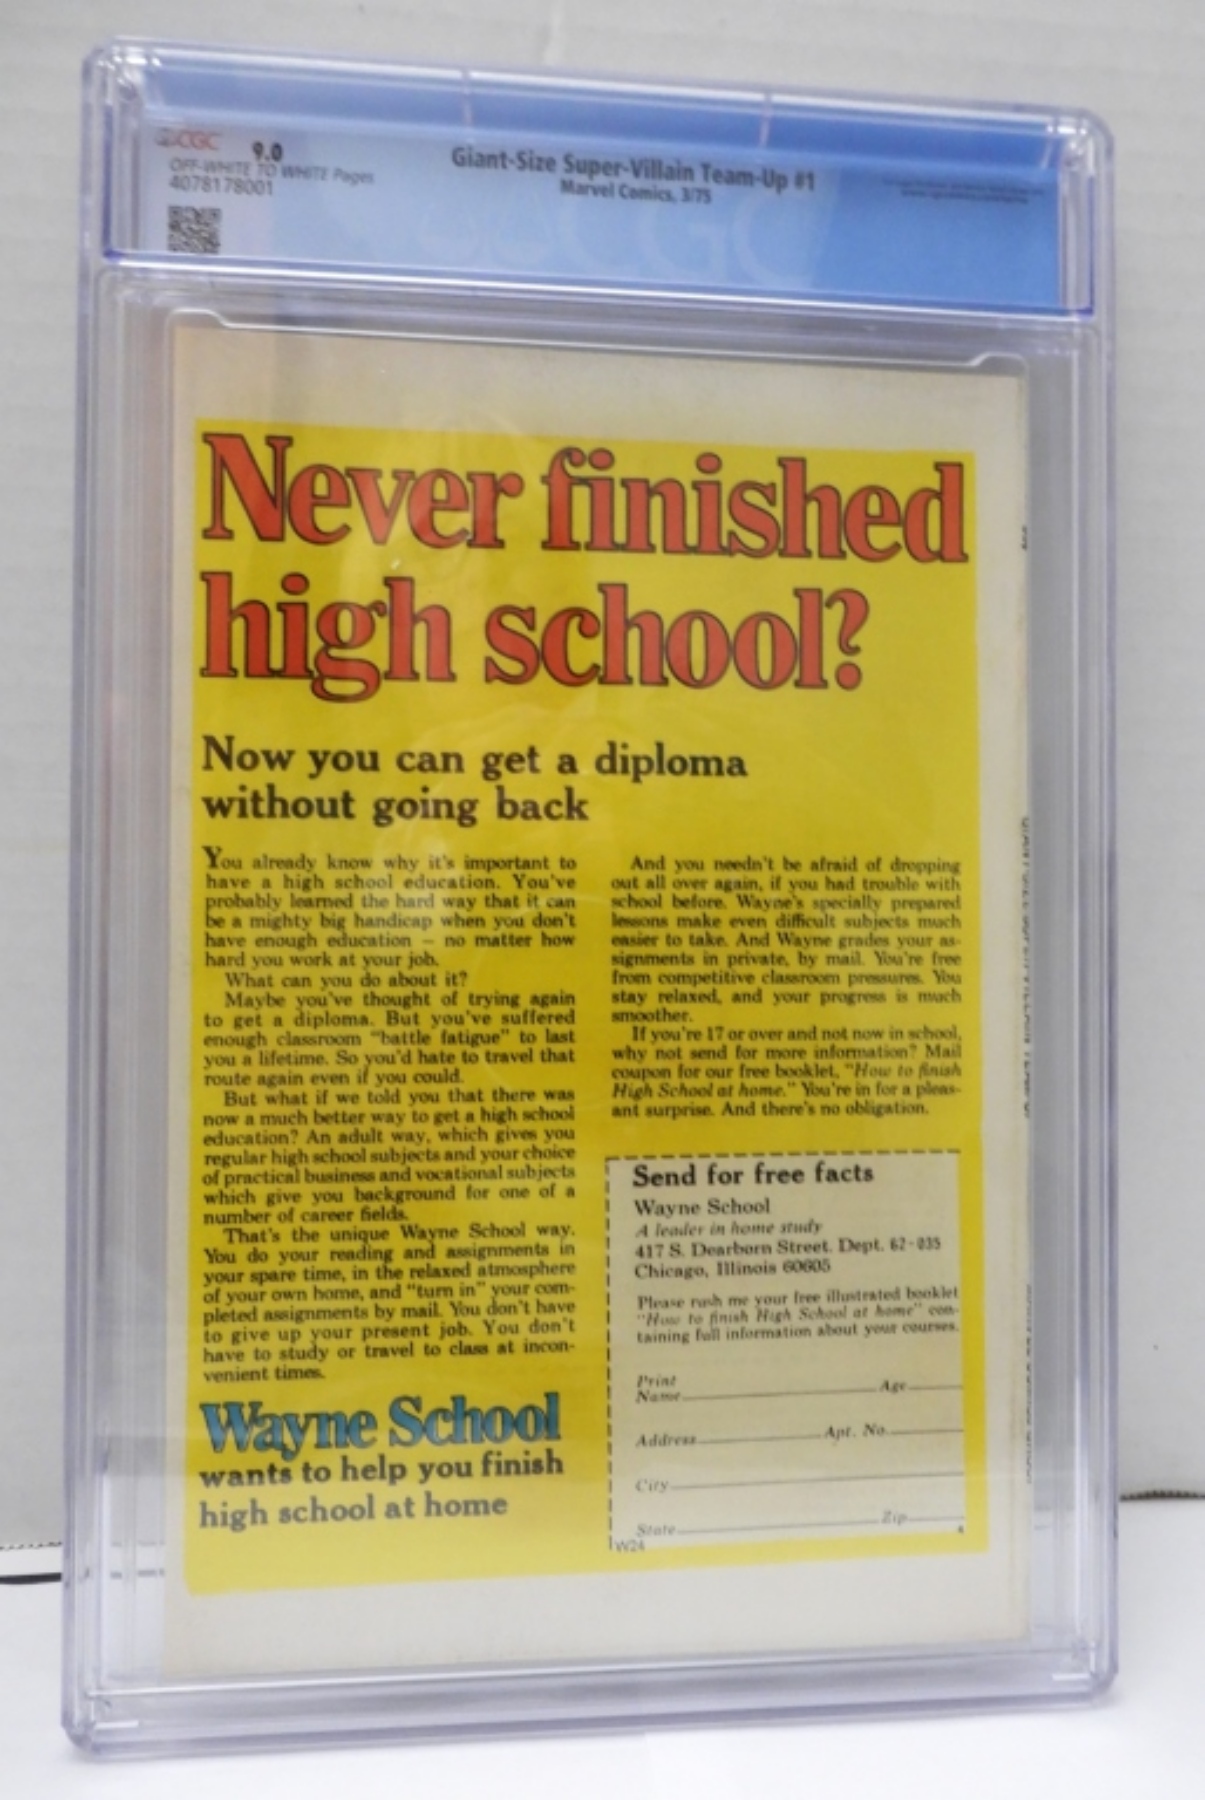 CGC 9.0
OFF-WHITE TO WHITE Pages
4078178001
Giant-Size Super-Villain Team-Up #1
Marvel Comics, 3/75
CGC
Never finished
high school?
Now you can get a diploma
without going back
You already know why it's important to
have a high school education. You've
probably learned the hard way that it can
be a mighty big handicap when you don't
have enough education — no matter how
hard you work at your job.
What can you do about it?
Maybe you've thought of trying again
to get a diploma. But you've suffered
enough classroom "battle fatigue" to last
you a lifetime. So you'd hate to travel that
route again even if you could.
But what if we told you that there was
now a much better way to get a high school
education? An adult way, which gives you
regular high school subjects and your choice
of practical business and vocational subjects
which give you background for one of a
number of career fields.
That's the unique Wayne School way.
You do your reading and assignments in
your spare time, in the relaxed atmosphere
of your own home, and "turn in" your com-
pleted assignments by mail. You don't have
to give up your present job. You don't
have to study or travel to class at incon-
venient times.
Wayne School
wants to help you finish
high school at home
And you needn't be afraid of dropping
out all over again, if you had trouble with
school before. Wayne's specially prepared
lessons make even difficult subjects much
easier to take. And Wayne grades your as-
signments in private, by mail. You're free
from competitive classroom pressures. You
stay relaxed, and your progress is much
smoother.
If you're 17 or over and not now in school,
why not send for more information? Mail
coupon for our free booklet, "How to finish
High School at home." You're in for a pleas-
ant surprise. And there's no obligation.
Send for free facts
Wayne School
A leader in home study
417 S. Dearborn Street. Dept. 62-035
Chicago, Illinois 60605
Please rush me your free illustrated booklet
"How to finish High School at home" con-
taining full information about your courses.
Print
Name Age
Address Apt. No.
City
State Zip
W24 4